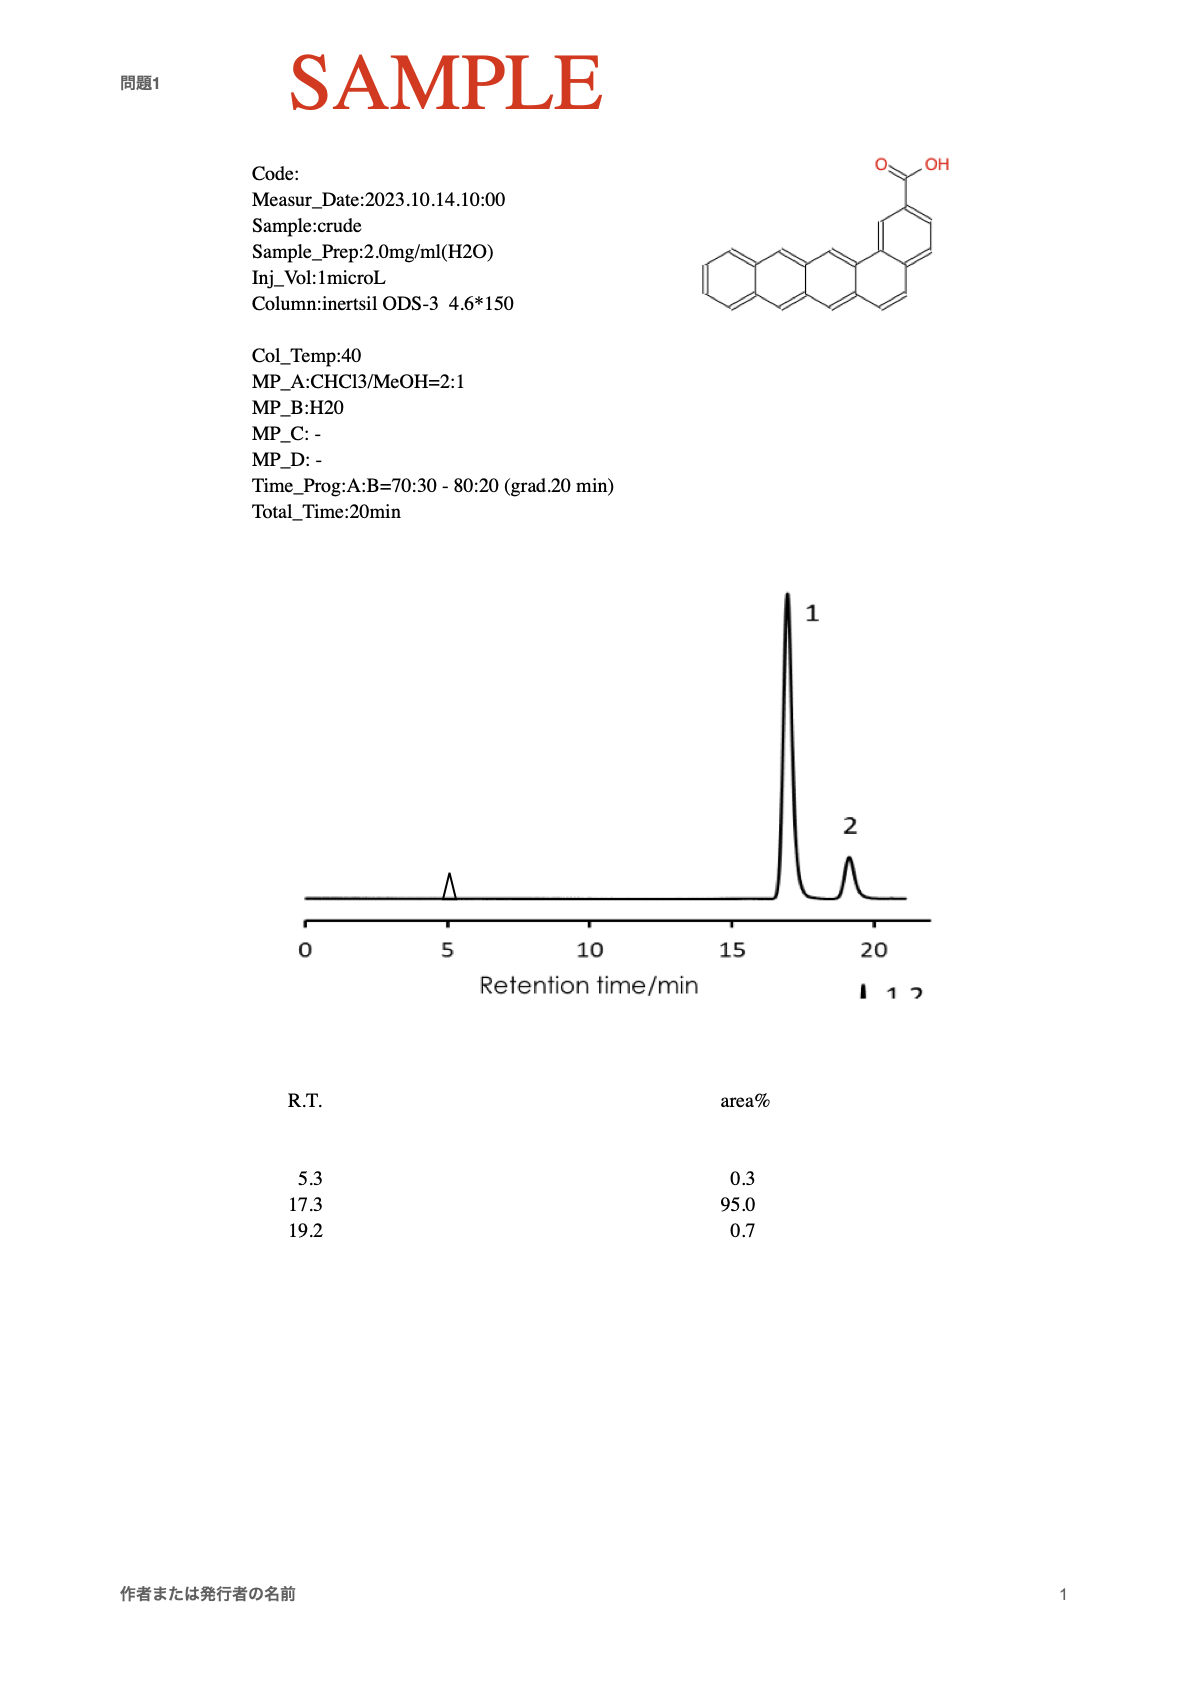 問題1
SAMPLE
Code:
Measur_Date:2023.10.14.10:00
Sample:crude
Sample_Prep:2.0mg/ml(H2O)
Inj_Vol:1microL
Column:inertsil ODS-3  4.6*150
O OH
Col_Temp:40
MP_A:CHCl3/MeOH=2:1
MP_B:H20
MP_C: -
MP_D: -
Time_Prog:A:B=70:30 - 80:20 (grad.20 min)
Total_Time:20min
1
2
0 5 10 15 20
Retention time/min
R.T. area%
5.3 0.3
17.3 95.0
19.2 0.7
作者または発行者の名前 1